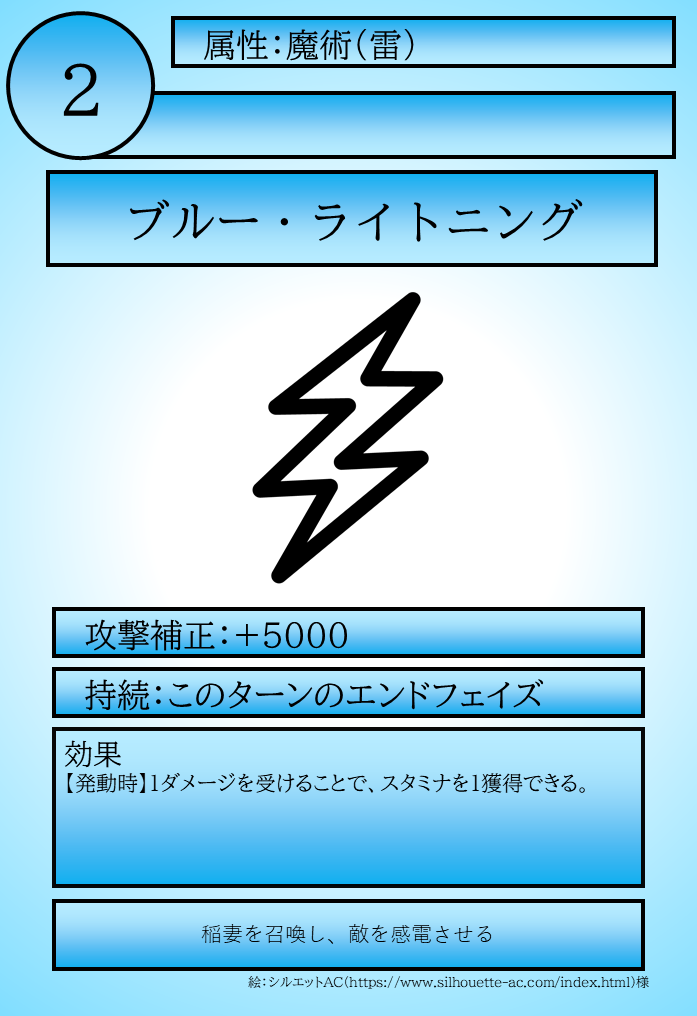 2
属性：魔術（雷）
ブルー・ライトニング
攻撃補正：＋5000
持続：このターンのエンドフェイズ
効果
【発動時】1ダメージを受けることで、スタミナを1獲得できる。
稲妻を召喚し、敵を感電させる
絵：シルエットAC（https://www.silhouette-ac.com/index.html）様